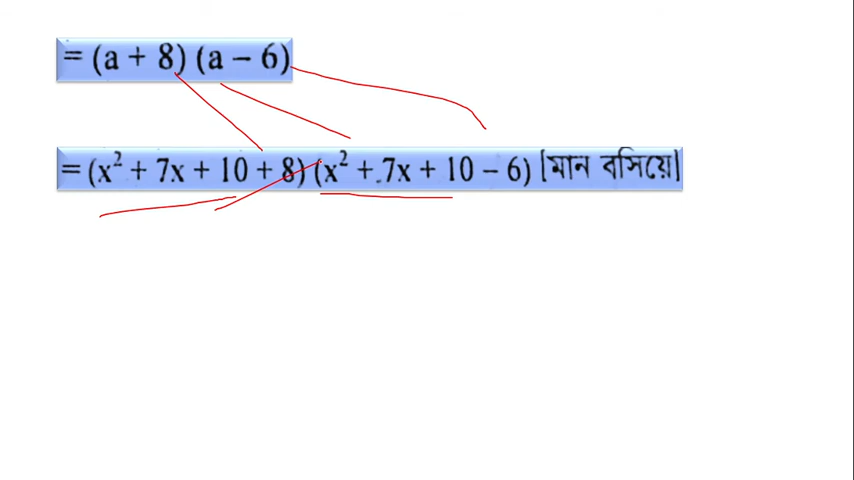 = (a + 8) (a – 6)
= (x² + 7x + 10 + 8) (x² + 7x + 10 – 6) [মান বসিয়ে]